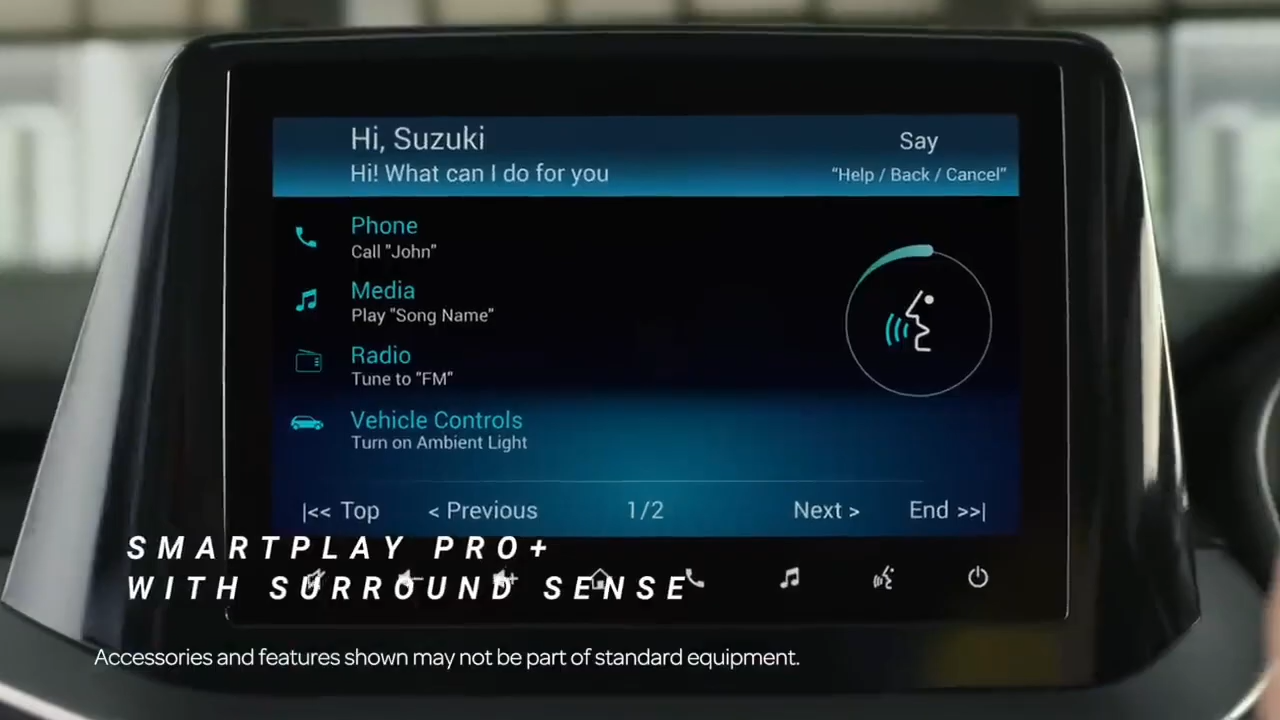 Hi, Suzuki
Hi! What can I do for you
Say
"Help / Back / Cancel"
Phone
Call "John"
Media
Play "Song Name"
Radio
Tune to "FM"
Vehicle Controls
Turn on Ambient Light
|<< Top < Previous 1/2 Next > End >>|
SMARTPLAY PRO+
WITH SURROUND SENSE
Accessories and features shown may not be part of standard equipment.